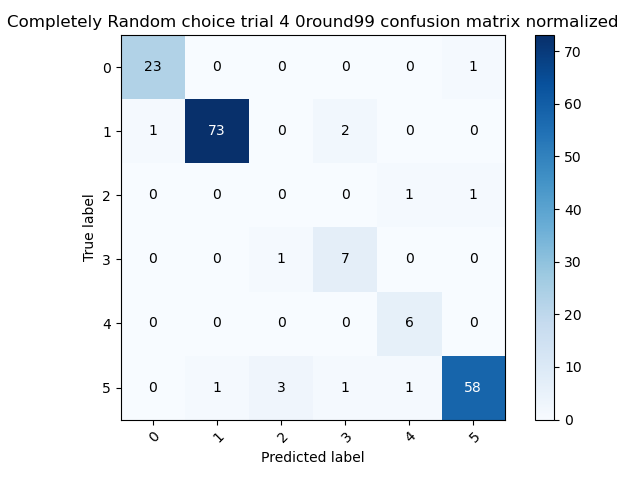 Completely Random choice trial 4 0round99 confusion matrix normalized
0 23 0 0 0 0 1
1 1 73 0 2 0 0
2 0 0 0 0 1 1
3 0 0 1 7 0 0
4 0 0 0 0 6 0
5 0 1 3 1 1 58
0 1 2 3 4 5
True label
Predicted label
70
60
50
40
30
20
10
0